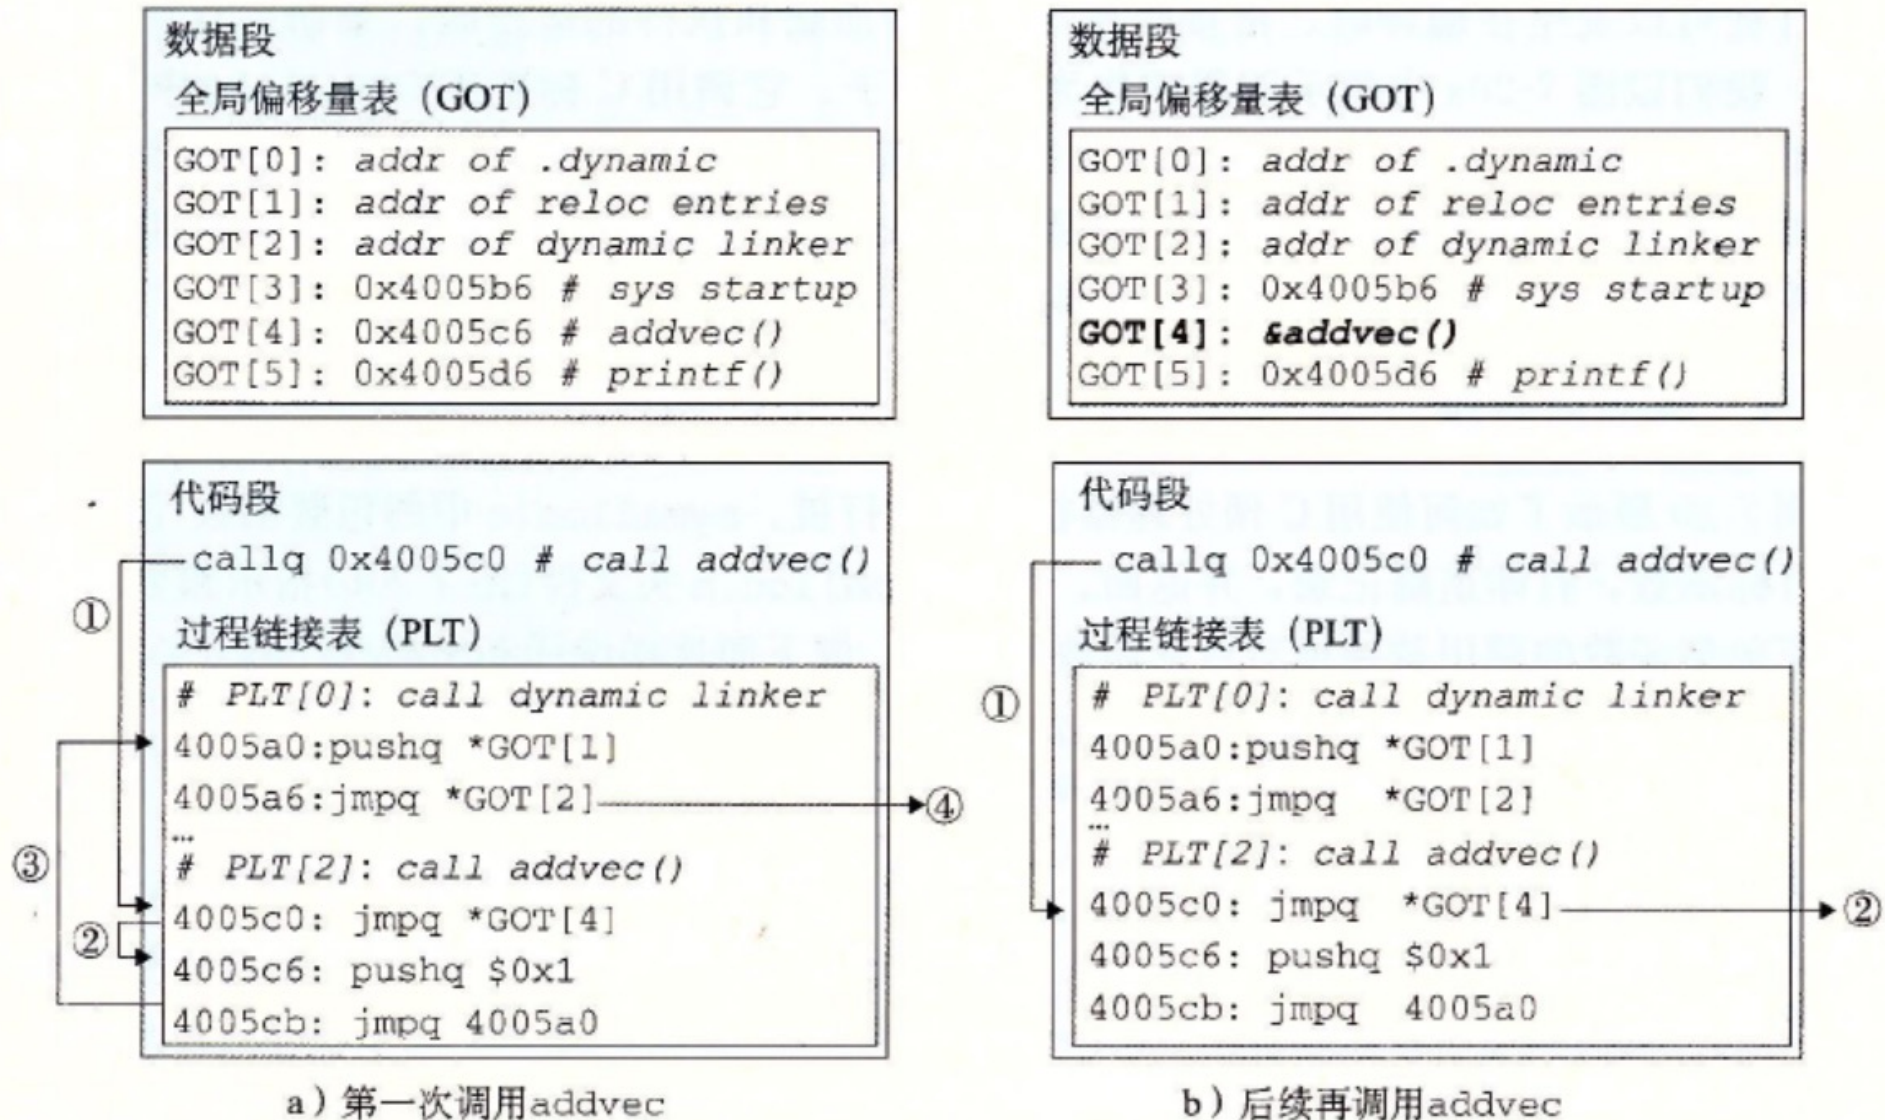 数据段
全局偏移量表（GOT）
GOT[0]: addr of .dynamic
GOT[1]: addr of reloc entries
GOT[2]: addr of dynamic linker
GOT[3]: 0x4005b6 # sys startup
GOT[4]: 0x4005c6 # addvec()
GOT[5]: 0x4005d6 # printf()
代码段
callq 0x4005c0 # call addvec()
①
过程链接表（PLT）
# PLT[0]: call dynamic linker
4005a0:pushq *GOT[1]
4005a6:jmpq *GOT[2]
④
…
③
# PLT[2]: call addvec()
4005c0: jmpq *GOT[4]
②
4005c6: pushq $0x1
4005cb: jmpq 4005a0
a）第一次调用addvec
数据段
全局偏移量表（GOT）
GOT[0]: addr of .dynamic
GOT[1]: addr of reloc entries
GOT[2]: addr of dynamic linker
GOT[3]: 0x4005b6 # sys startup
GOT[4]: &addvec()
GOT[5]: 0x4005d6 # printf()
代码段
callq 0x4005c0 # call addvec()
过程链接表（PLT）
①
# PLT[0]: call dynamic linker
4005a0:pushq *GOT[1]
4005a6:jmpq *GOT[2]
…
# PLT[2]: call addvec()
4005c0: jmpq *GOT[4]
②
4005c6: pushq $0x1
4005cb: jmpq 4005a0
b）后续再调用addvec